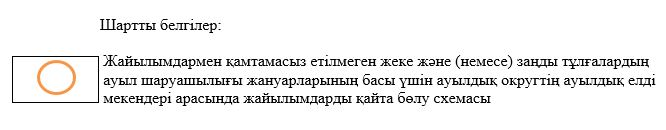 Шартты белгілер:
Жайылымдармен қамтамасыз етілмеген жеке және (немесе) заңды тұлғалардың
ауыл шаруашылығы жануарларының басы үшін ауылдық округтің ауылдық елді
мекендері арасында жайылымдарды қайта бөлу схемасы